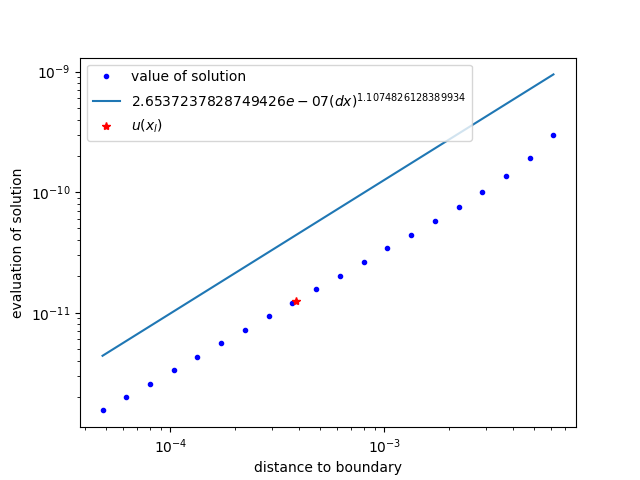 value of solution
2.6537237828749426e − 07(dx)^1.1074826128389934
u(x_l)
10^−9
10^−10
10^−11
evaluation of solution
10^−4
10^−3
distance to boundary